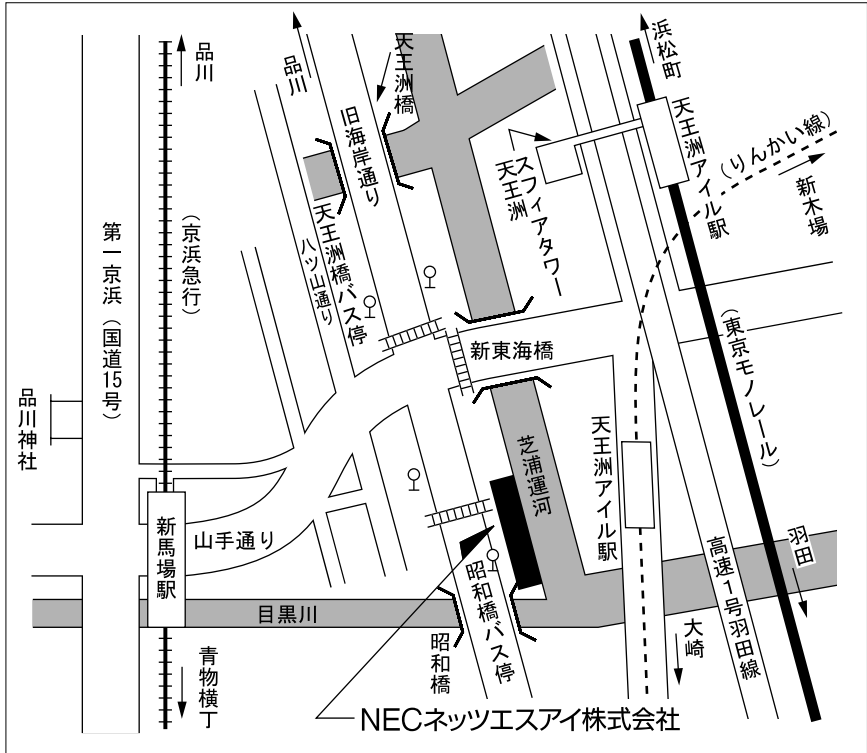 品川
品川
天王洲橋
旧海岸通り
浜松町
天王洲アイル駅
（りんかい線）
新木場
天王洲
スフィアタワー
第一京浜（国道15号）
（京浜急行）
八ツ山通り
天王洲橋バス停
新東海橋
（東京モノレール）
品川神社
芝浦運河
天王洲アイル駅
新馬場駅
山手通り
高速1号羽田線
羽田
目黒川
昭和橋
昭和橋バス停
大崎
青物横丁
NECネッツエスアイ株式会社